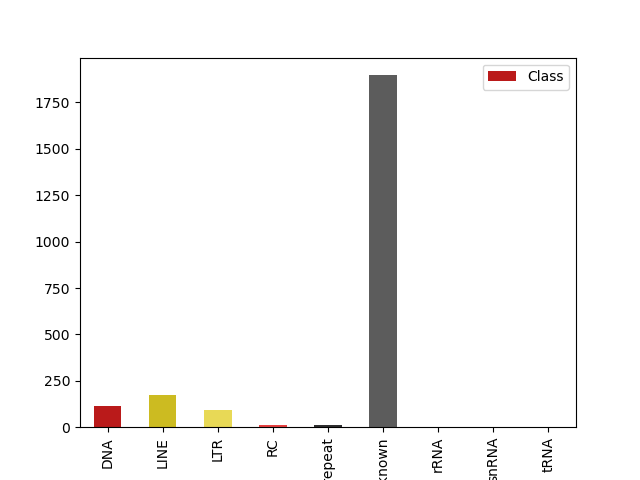 Class
1750
1500
1250
1000
750
500
250
0
DNA
LINE
LTR
RC
repeat
known
rRNA
snRNA
tRNA